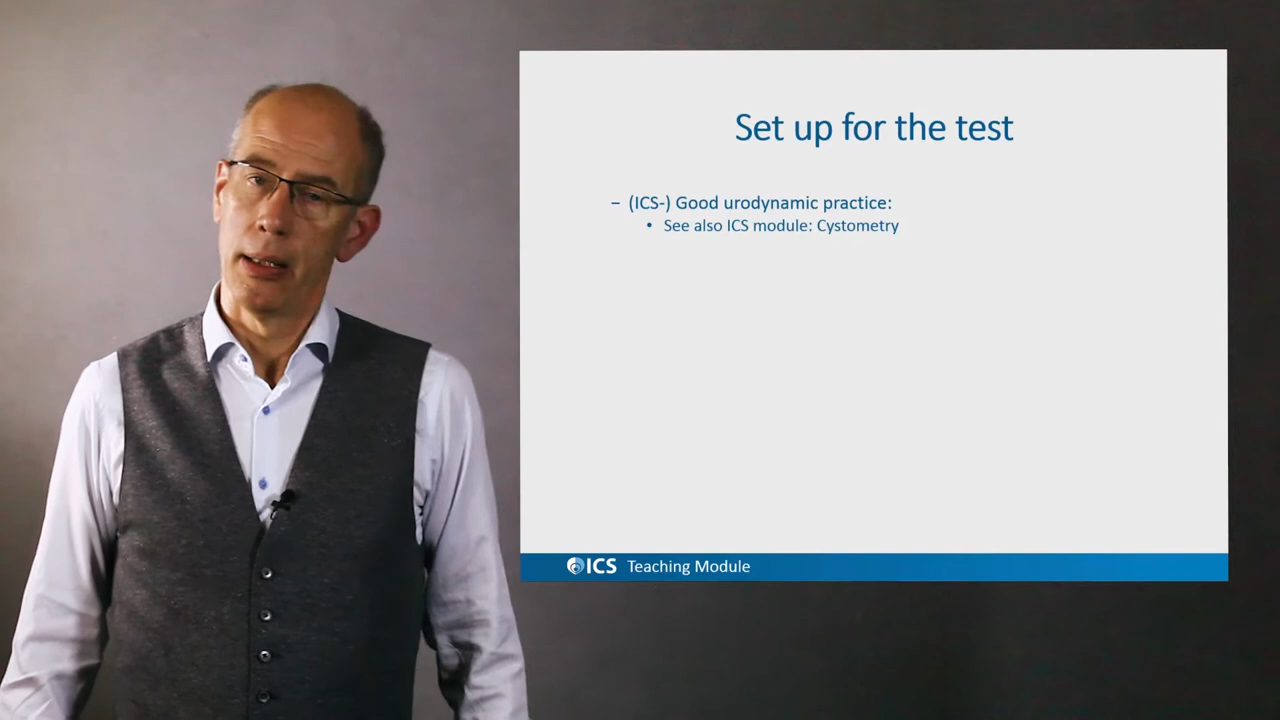 Set up for the test
– (ICS-) Good urodynamic practice:
• See also ICS module: Cystometry
ICS Teaching Module